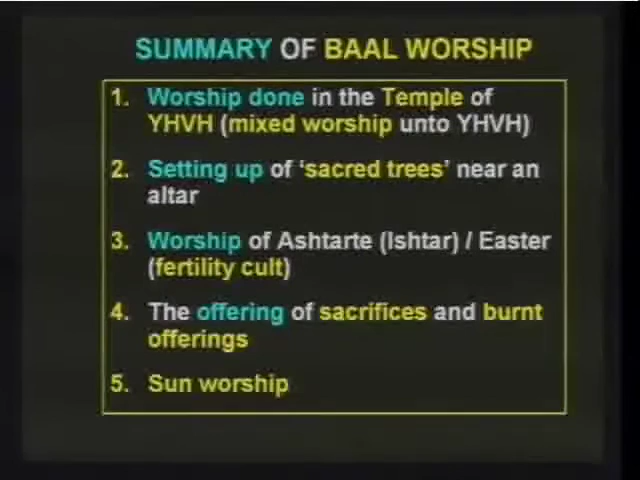 SUMMARY OF BAAL WORSHIP
1. Worship done in the Temple of
YHVH (mixed worship unto YHVH)
2. Setting up of ‘sacred trees’ near an
altar
3. Worship of Ashtarte (Ishtar) / Easter
(fertility cult)
4. The offering of sacrifices and burnt
offerings
5. Sun worship